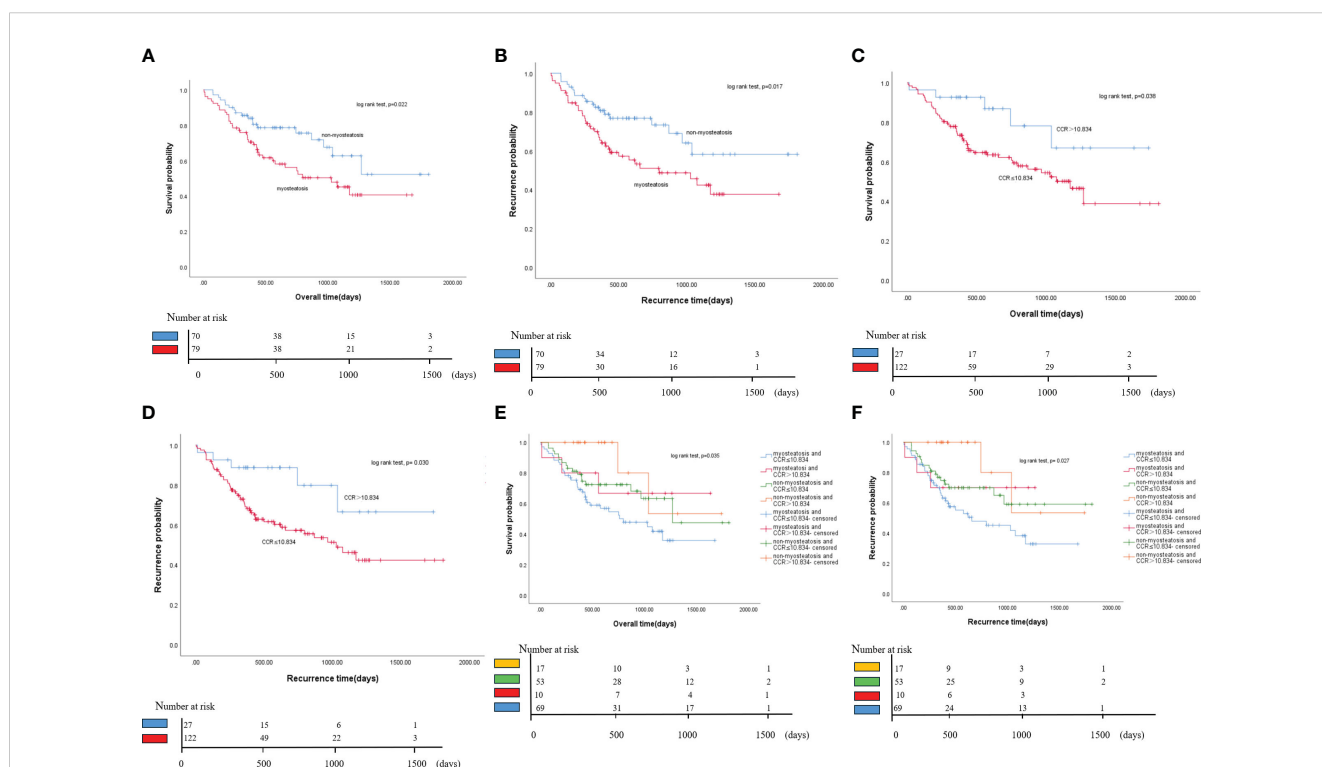 A
log rank test, p=0.022
non-myosteatosis
myosteatosis
Survival probability
1.0
0.8
0.6
0.4
0.2
0.0
.00 500.00 1000.00 1500.00 2000.00
Overall time(days)
Number at risk
70 38 15 3
79 38 21 2
0 500 1000 1500 (days)
B
log rank test, p=0.017
non-myosteatosis
myosteatosis
Recurrence probability
1.0
0.8
0.6
0.4
0.2
0.0
.00 500.00 1000.00 1500.00 2000.00
Recurrence time(days)
Number at risk
70 34 12 3
79 30 16 1
0 500 1000 1500 (days)
C
log rank test, p=0.038
CCR>10.834
CCR≤10.834
Survival probability
1.0
0.8
0.6
0.4
0.2
0.0
.00 500.00 1000.00 1500.00 2000.00
Overall time(days)
Number at risk
27 17 7 2
122 59 29 3
0 500 1000 1500 (days)
D
log rank test, p= 0.030
CCR>10.834
CCR≤10.834
Recurrence probability
1.0
0.8
0.6
0.4
0.2
0.0
.00 500.00 1000.00 1500.00 2000.00
Recurrence time(days)
Number at risk
27 15 6 1
122 49 22 3
0 500 1000 1500 (days)
E
log rank test, p=0.035
myosteatosis and
CCR≤10.834
myosteatosi and
CCR>10.834
non-myosteatosis and
CCR≤10.834
non-myosteatosis and
CCR>10.834
myosteatosis and
CCR≤10.834- censored
myosteatosis and
CCR>10.834- censored
non-myosteatosis and
CCR≤10.834- censored
non-myosteatosis and
CCR>10.834- censored
Survival probability
1.0
0.8
0.6
0.4
0.2
0.0
.00 500.00 1000.00 1500.00 2000.00
Overall time(days)
Number at risk
17 10 3 1
53 28 12 2
10 7 4 1
69 31 17 1
0 500 1000 1500 (days)
F
log rank test, p= 0.027
myosteatosis and
CCR≤10.834
myosteatosis and
CCR>10.834
non-myosteatosis and
CCR≤10.834
non-myosteatosis and
CCR>10.834
myosteatosis and
CCR≤10.834- censored
myosteatosis and
CCR>10.834- censored
non-myosteatosis and
CCR≤10.834- censored
non-myosteatosis and
CCR>10.834- censored
Recurrence probability
1.0
0.8
0.6
0.4
0.2
0.0
.00 500.00 1000.00 1500.00 2000.00
Recurrence time(days)
Number at risk
17 9 3 1
53 25 9 2
10 6 3
69 24 13 1
0 500 1000 1500 (days)